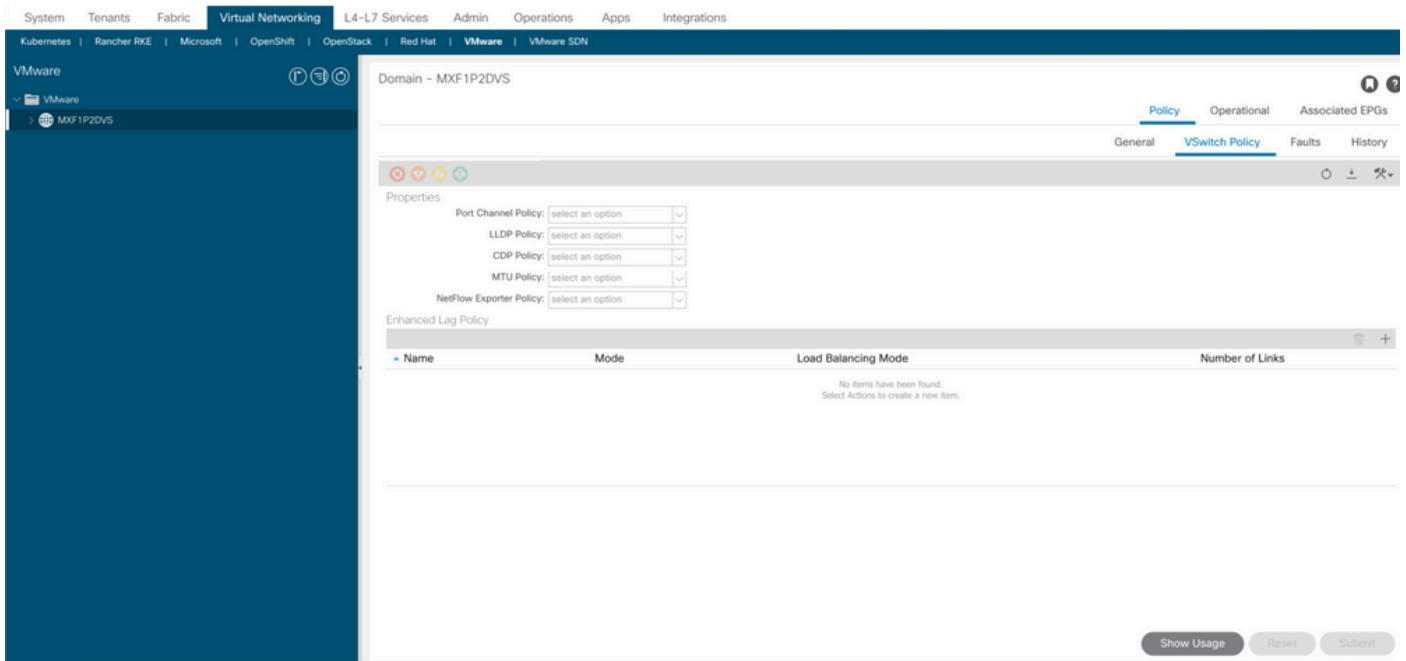 System Tenants Fabric Virtual Networking L4-L7 Services Admin Operations Apps Integrations
Kubernetes | Rancher RKE | Microsoft | OpenShift | OpenStack | Red Hat | VMware | VMware SDN
VMware
VMware
MXF1P2DVS
Domain - MXF1P2DVS
Policy Operational Associated EPGs
General VSwitch Policy Faults History
Properties
Port Channel Policy: select an option
LLDP Policy: select an option
CDP Policy: select an option
MTU Policy: select an option
NetFlow Exporter Policy: select an option
Enhanced Lag Policy
Name Mode Load Balancing Mode Number of Links
No items have been found.
Select Actions to create a new item.
Show Usage Reset Submit